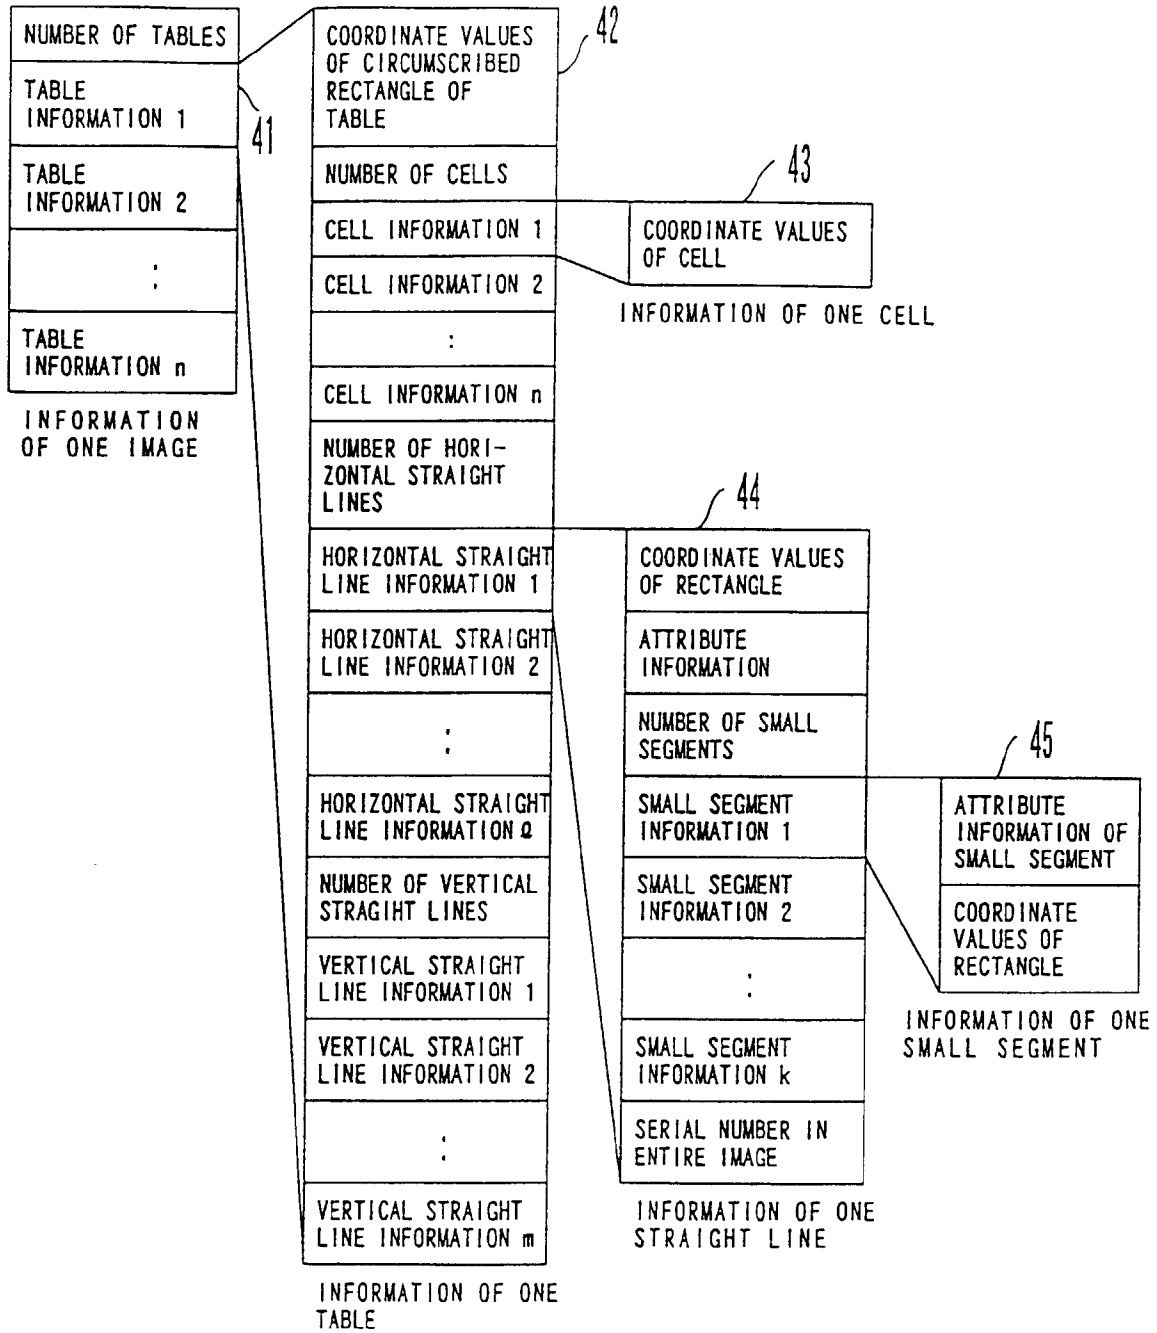 NUMBER OF TABLES
TABLE
INFORMATION 1
TABLE
INFORMATION 2
:
TABLE
INFORMATION n
INFORMATION
OF ONE IMAGE
41
COORDINATE VALUES
OF CIRCUMSCRIBED
RECTANGLE OF
TABLE
NUMBER OF CELLS
CELL INFORMATION 1
CELL INFORMATION 2
:
CELL INFORMATION n
NUMBER OF HORI-
ZONTAL STRAIGHT
LINES
HORIZONTAL STRAIGHT
LINE INFORMATION 1
HORIZONTAL STRAIGHT
LINE INFORMATION 2
:
HORIZONTAL STRAIGHT
LINE INFORMATION ℓ
NUMBER OF VERTICAL
STRAGIHT LINES
VERTICAL STRAIGHT
LINE INFORMATION 1
VERTICAL STRAIGHT
LINE INFORMATION 2
:
VERTICAL STRAIGHT
LINE INFORMATION m
INFORMATION OF ONE
TABLE
42
43
COORDINATE VALUES
OF CELL
INFORMATION OF ONE CELL
44
COORDINATE VALUES
OF RECTANGLE
ATTRIBUTE
INFORMATION
NUMBER OF SMALL
SEGMENTS
SMALL SEGMENT
INFORMATION 1
SMALL SEGMENT
INFORMATION 2
:
SMALL SEGMENT
INFORMATION k
SERIAL NUMBER IN
ENTIRE IMAGE
INFORMATION OF ONE
STRAIGHT LINE
45
ATTRIBUTE
INFORMATION OF
SMALL SEGMENT
COORDINATE
VALUES OF
RECTANGLE
INFORMATION OF ONE
SMALL SEGMENT